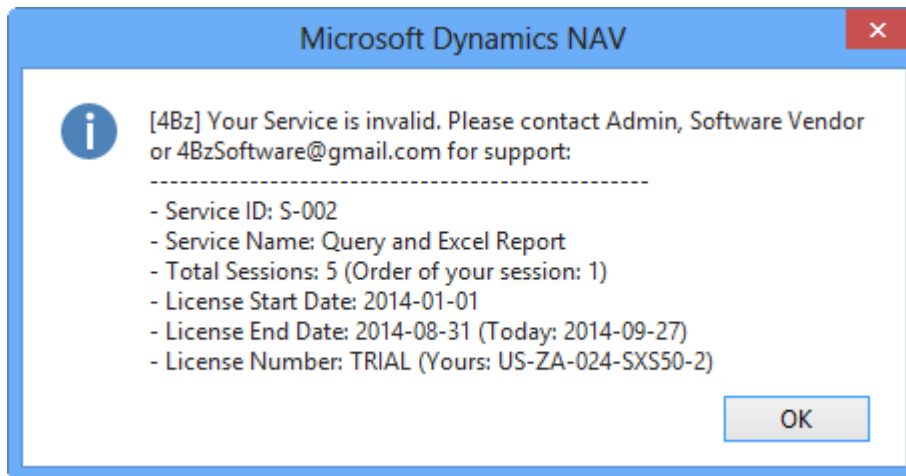 Microsoft Dynamics NAV
[4Bz] Your Service is invalid. Please contact Admin, Software Vendor
or 4BzSoftware@gmail.com for support:
--------------------------------------------------
- Service ID: S-002
- Service Name: Query and Excel Report
- Total Sessions: 5 (Order of your session: 1)
- License Start Date: 2014-01-01
- License End Date: 2014-08-31 (Today: 2014-09-27)
- License Number: TRIAL (Yours: US-ZA-024-SXS50-2)
OK